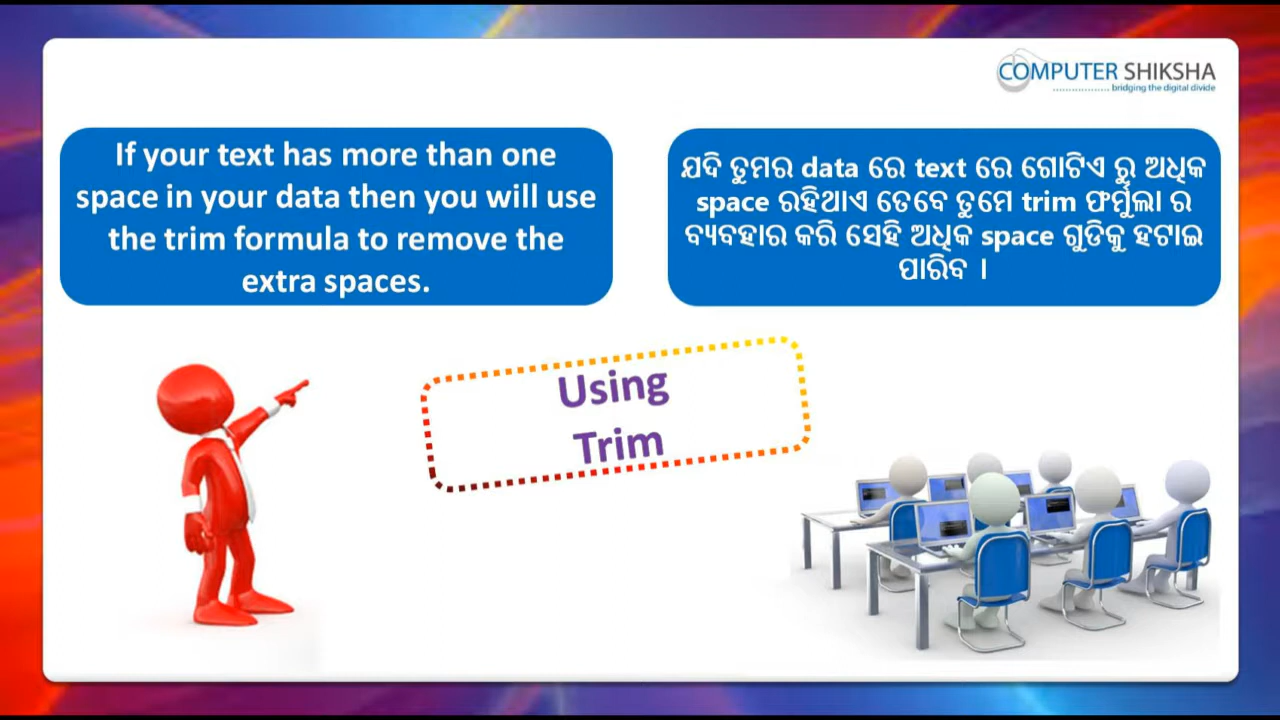 COMPUTER SHIKSHA
bridging the digital divide
If your text has more than one
space in your data then you will use
the trim formula to remove the
extra spaces.
ଯଦି ତୁମର data ରେ text ରେ ଗୋଟିଏ ରୁ ଅଧିକ
space ରହିଥାଏ ତେବେ ତୁମେ trim ଫର୍ମୁଲା ର
ବ୍ୟବହାର କରି ସେହି ଅଧିକ space ଗୁଡିକୁ ହଟାଇ
ପାରିବ ।
Using
Trim